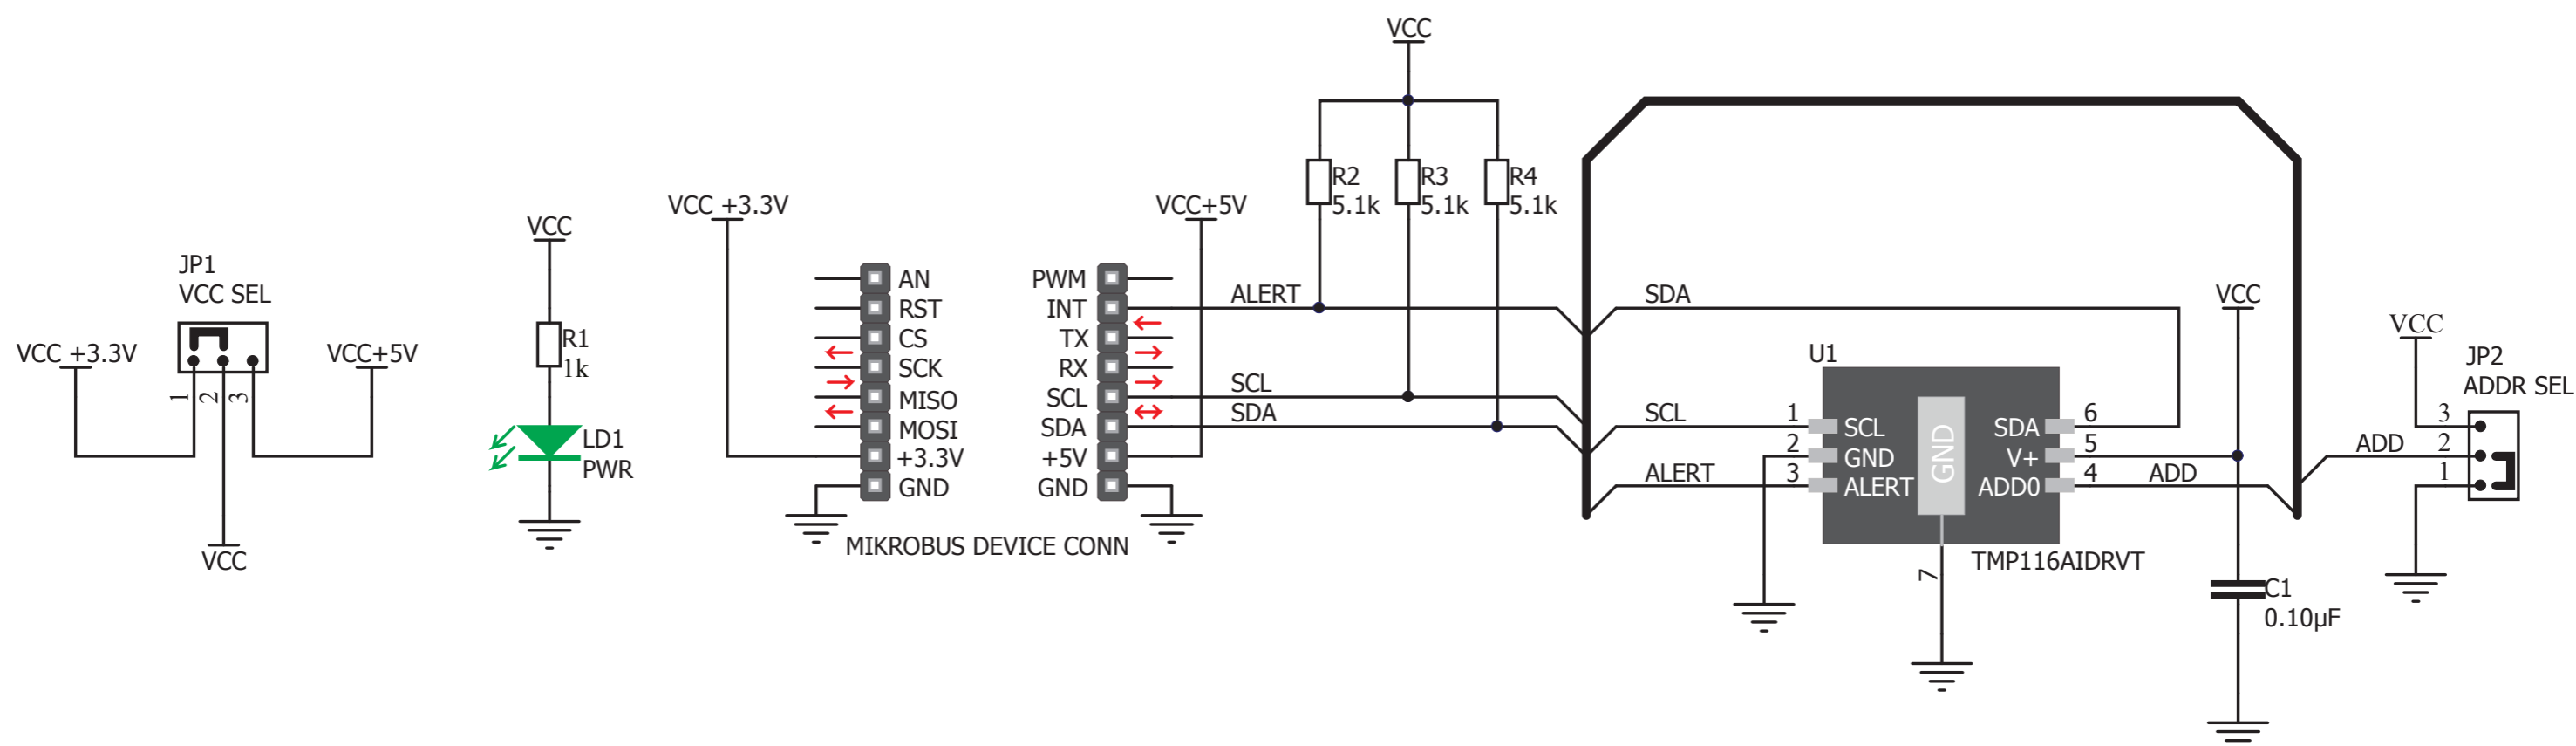 JP1
VCC SEL
VCC +3.3V
VCC+5V
1
2
3
VCC
VCC
R1
1k
LD1
PWR
VCC +3.3V
AN
RST
CS
SCK
MISO
MOSI
+3.3V
GND
PWM
INT
TX
RX
SCL
SDA
+5V
GND
MIKROBUS DEVICE CONN
VCC+5V
VCC
R2
5.1k
R3
5.1k
R4
5.1k
ALERT
SCL
SDA
SDA
SCL
ALERT
U1
1
2
3
SCL
GND
ALERT
GND
SDA
V+
ADD0
6
5
4
7
TMP116AIDRVT
ADD
VCC
C1
0.10µF
VCC
JP2
ADDR SEL
ADD
3
2
1